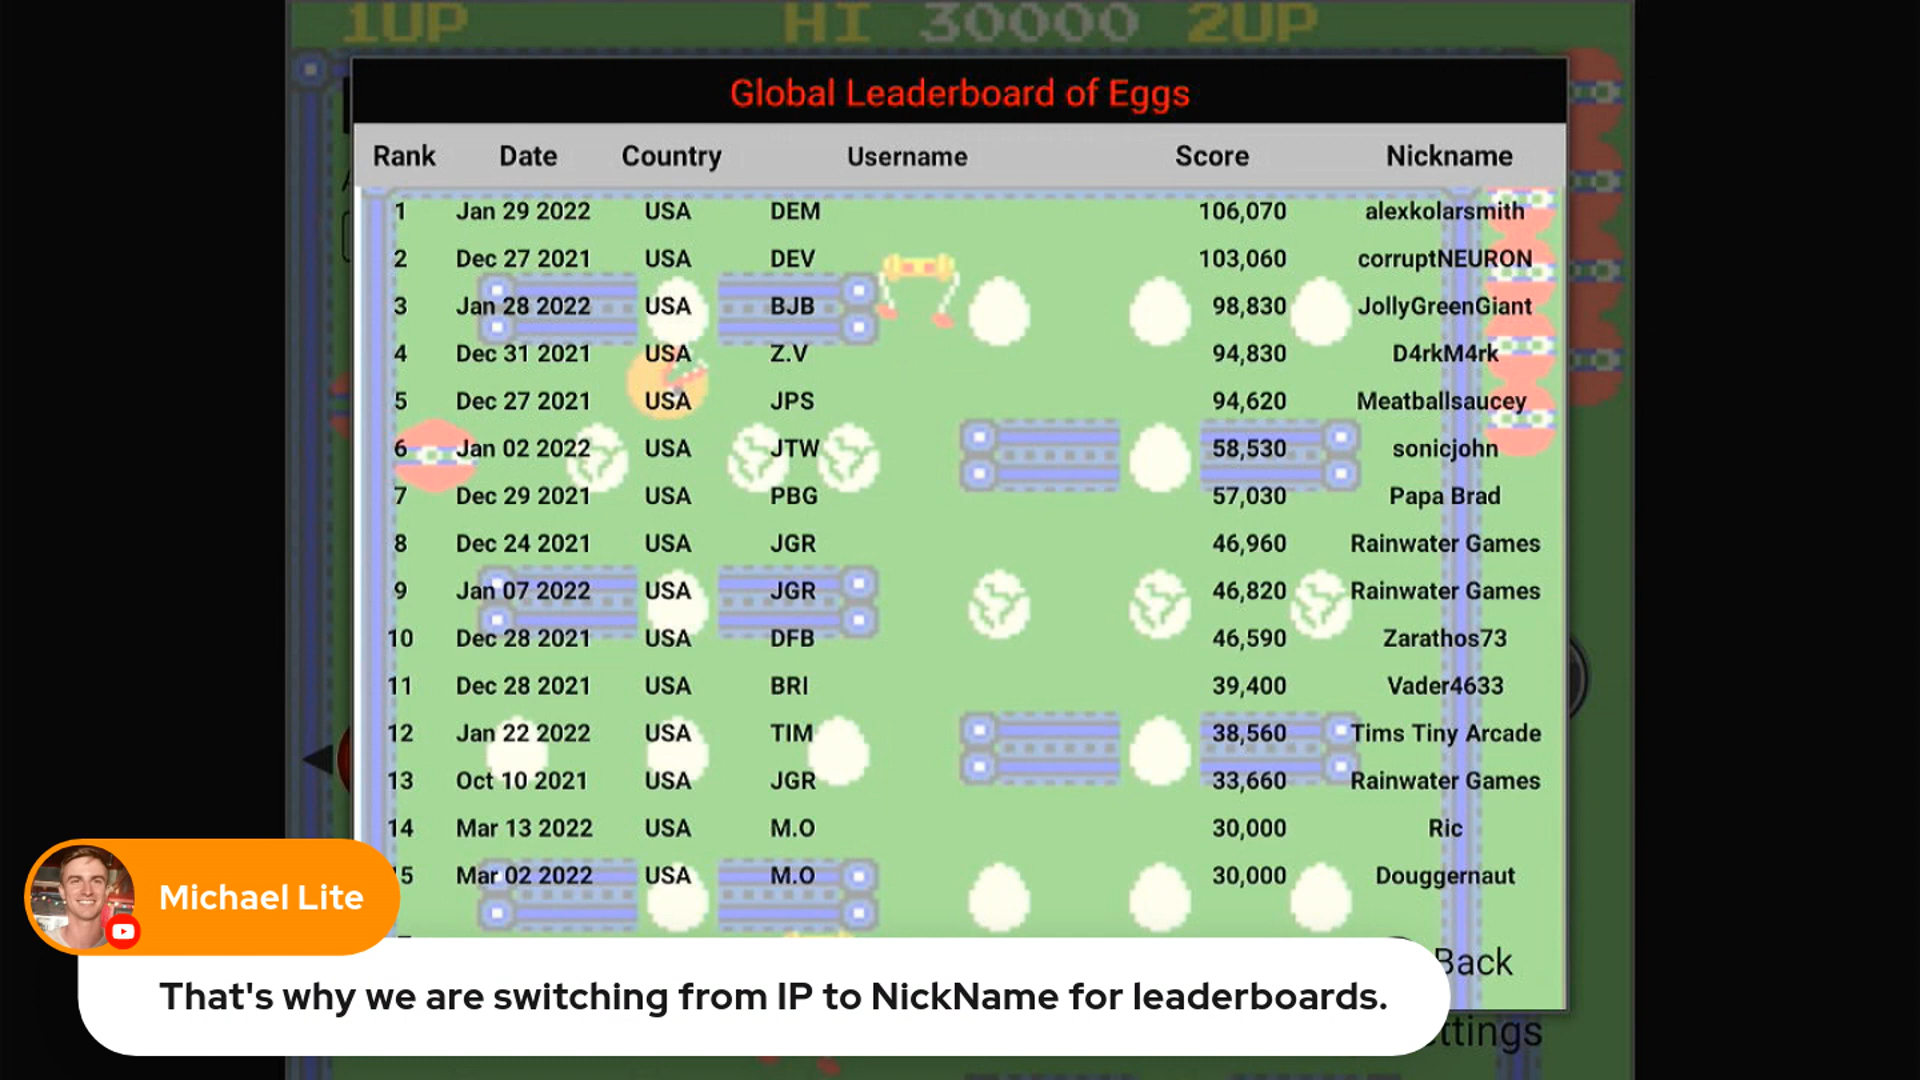 1UP HI 30000 2UP
Global Leaderboard of Eggs
Rank Date Country Username Score Nickname
1 Jan 29 2022 USA DEM 106,070 alexkolarsmith
2 Dec 27 2021 USA DEV 103,060 corruptNEURON
3 Jan 28 2022 USA BJB 98,830 JollyGreenGiant
4 Dec 31 2021 USA Z.V 94,830 D4rkM4rk
5 Dec 27 2021 USA JPS 94,620 Meatballsaucey
6 Jan 02 2022 USA JTW 58,530 sonicjohn
7 Dec 29 2021 USA PBG 57,030 Papa Brad
8 Dec 24 2021 USA JGR 46,960 Rainwater Games
9 Jan 07 2022 USA JGR 46,820 Rainwater Games
10 Dec 28 2021 USA DFB 46,590 Zarathos73
11 Dec 28 2021 USA BRI 39,400 Vader4633
12 Jan 22 2022 USA TIM 38,560 Tims Tiny Arcade
13 Oct 10 2021 USA JGR 33,660 Rainwater Games
14 Mar 13 2022 USA M.O 30,000 Ric
15 Mar 02 2022 USA M.O 30,000 Douggernaut
Michael Lite
Back
That's why we are switching from IP to NickName for leaderboards.
ttings